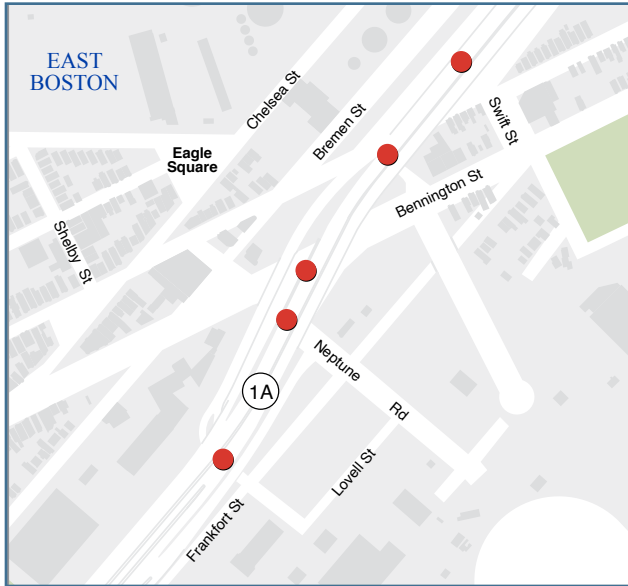 EAST
BOSTON
Chelsea St
Bremen St
Swift St
Eagle
Square
Bennington St
Shelby St
Neptune
Rd
1A
Lovell St
Frankfort St